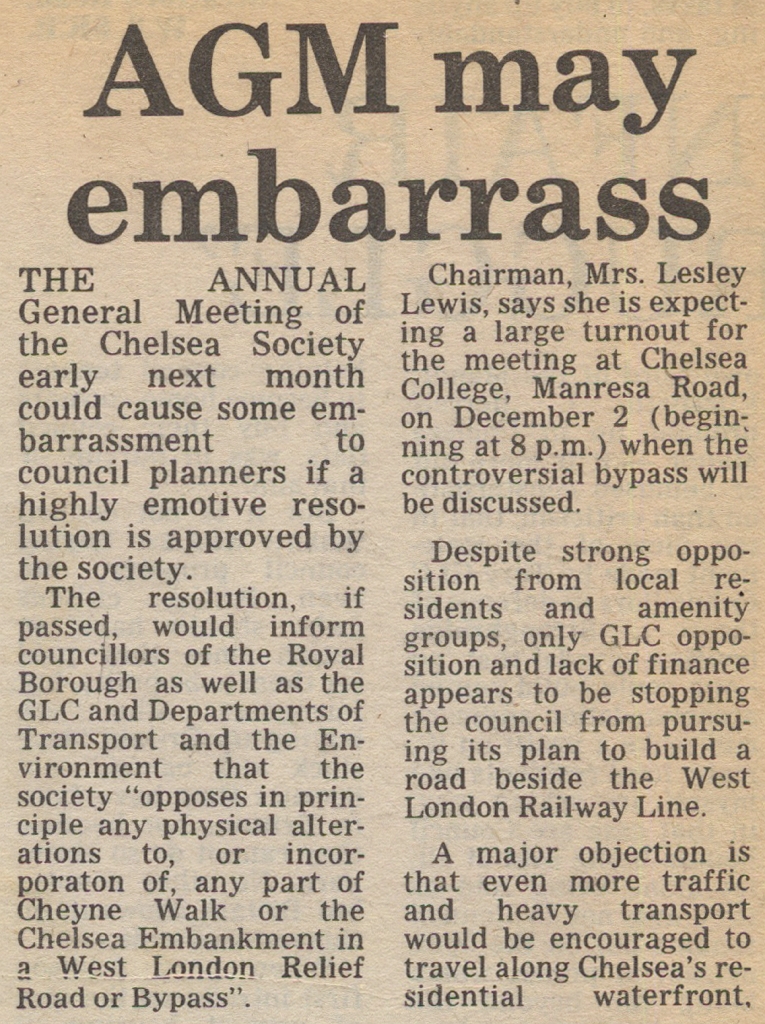 AGM may
embarrass
THE ANNUAL
General Meeting of
the Chelsea Society
early next month
could cause some em-
barrassment to
council planners if a
highly emotive reso-
lution is approved by
the society.
The resolution, if
passed, would inform
councillors of the Royal
Borough as well as the
GLC and Departments of
Transport and the En-
vironment that the
society “opposes in prin-
ciple any physical alter-
ations to, or incor-
poraton of, any part of
Cheyne Walk or the
Chelsea Embankment in
a West London Relief
Road or Bypass”.
Chairman, Mrs. Lesley
Lewis, says she is expect-
ing a large turnout for
the meeting at Chelsea
College, Manresa Road,
on December 2 (begin-
ning at 8 p.m.) when the
controversial bypass will
be discussed.
Despite strong oppo-
sition from local re-
sidents and amenity
groups, only GLC oppo-
sition and lack of finance
appears to be stopping
the council from pursu-
ing its plan to build a
road beside the West
London Railway Line.
A major objection is
that even more traffic
and heavy transport
would be encouraged to
travel along Chelsea’s re-
sidential waterfront.